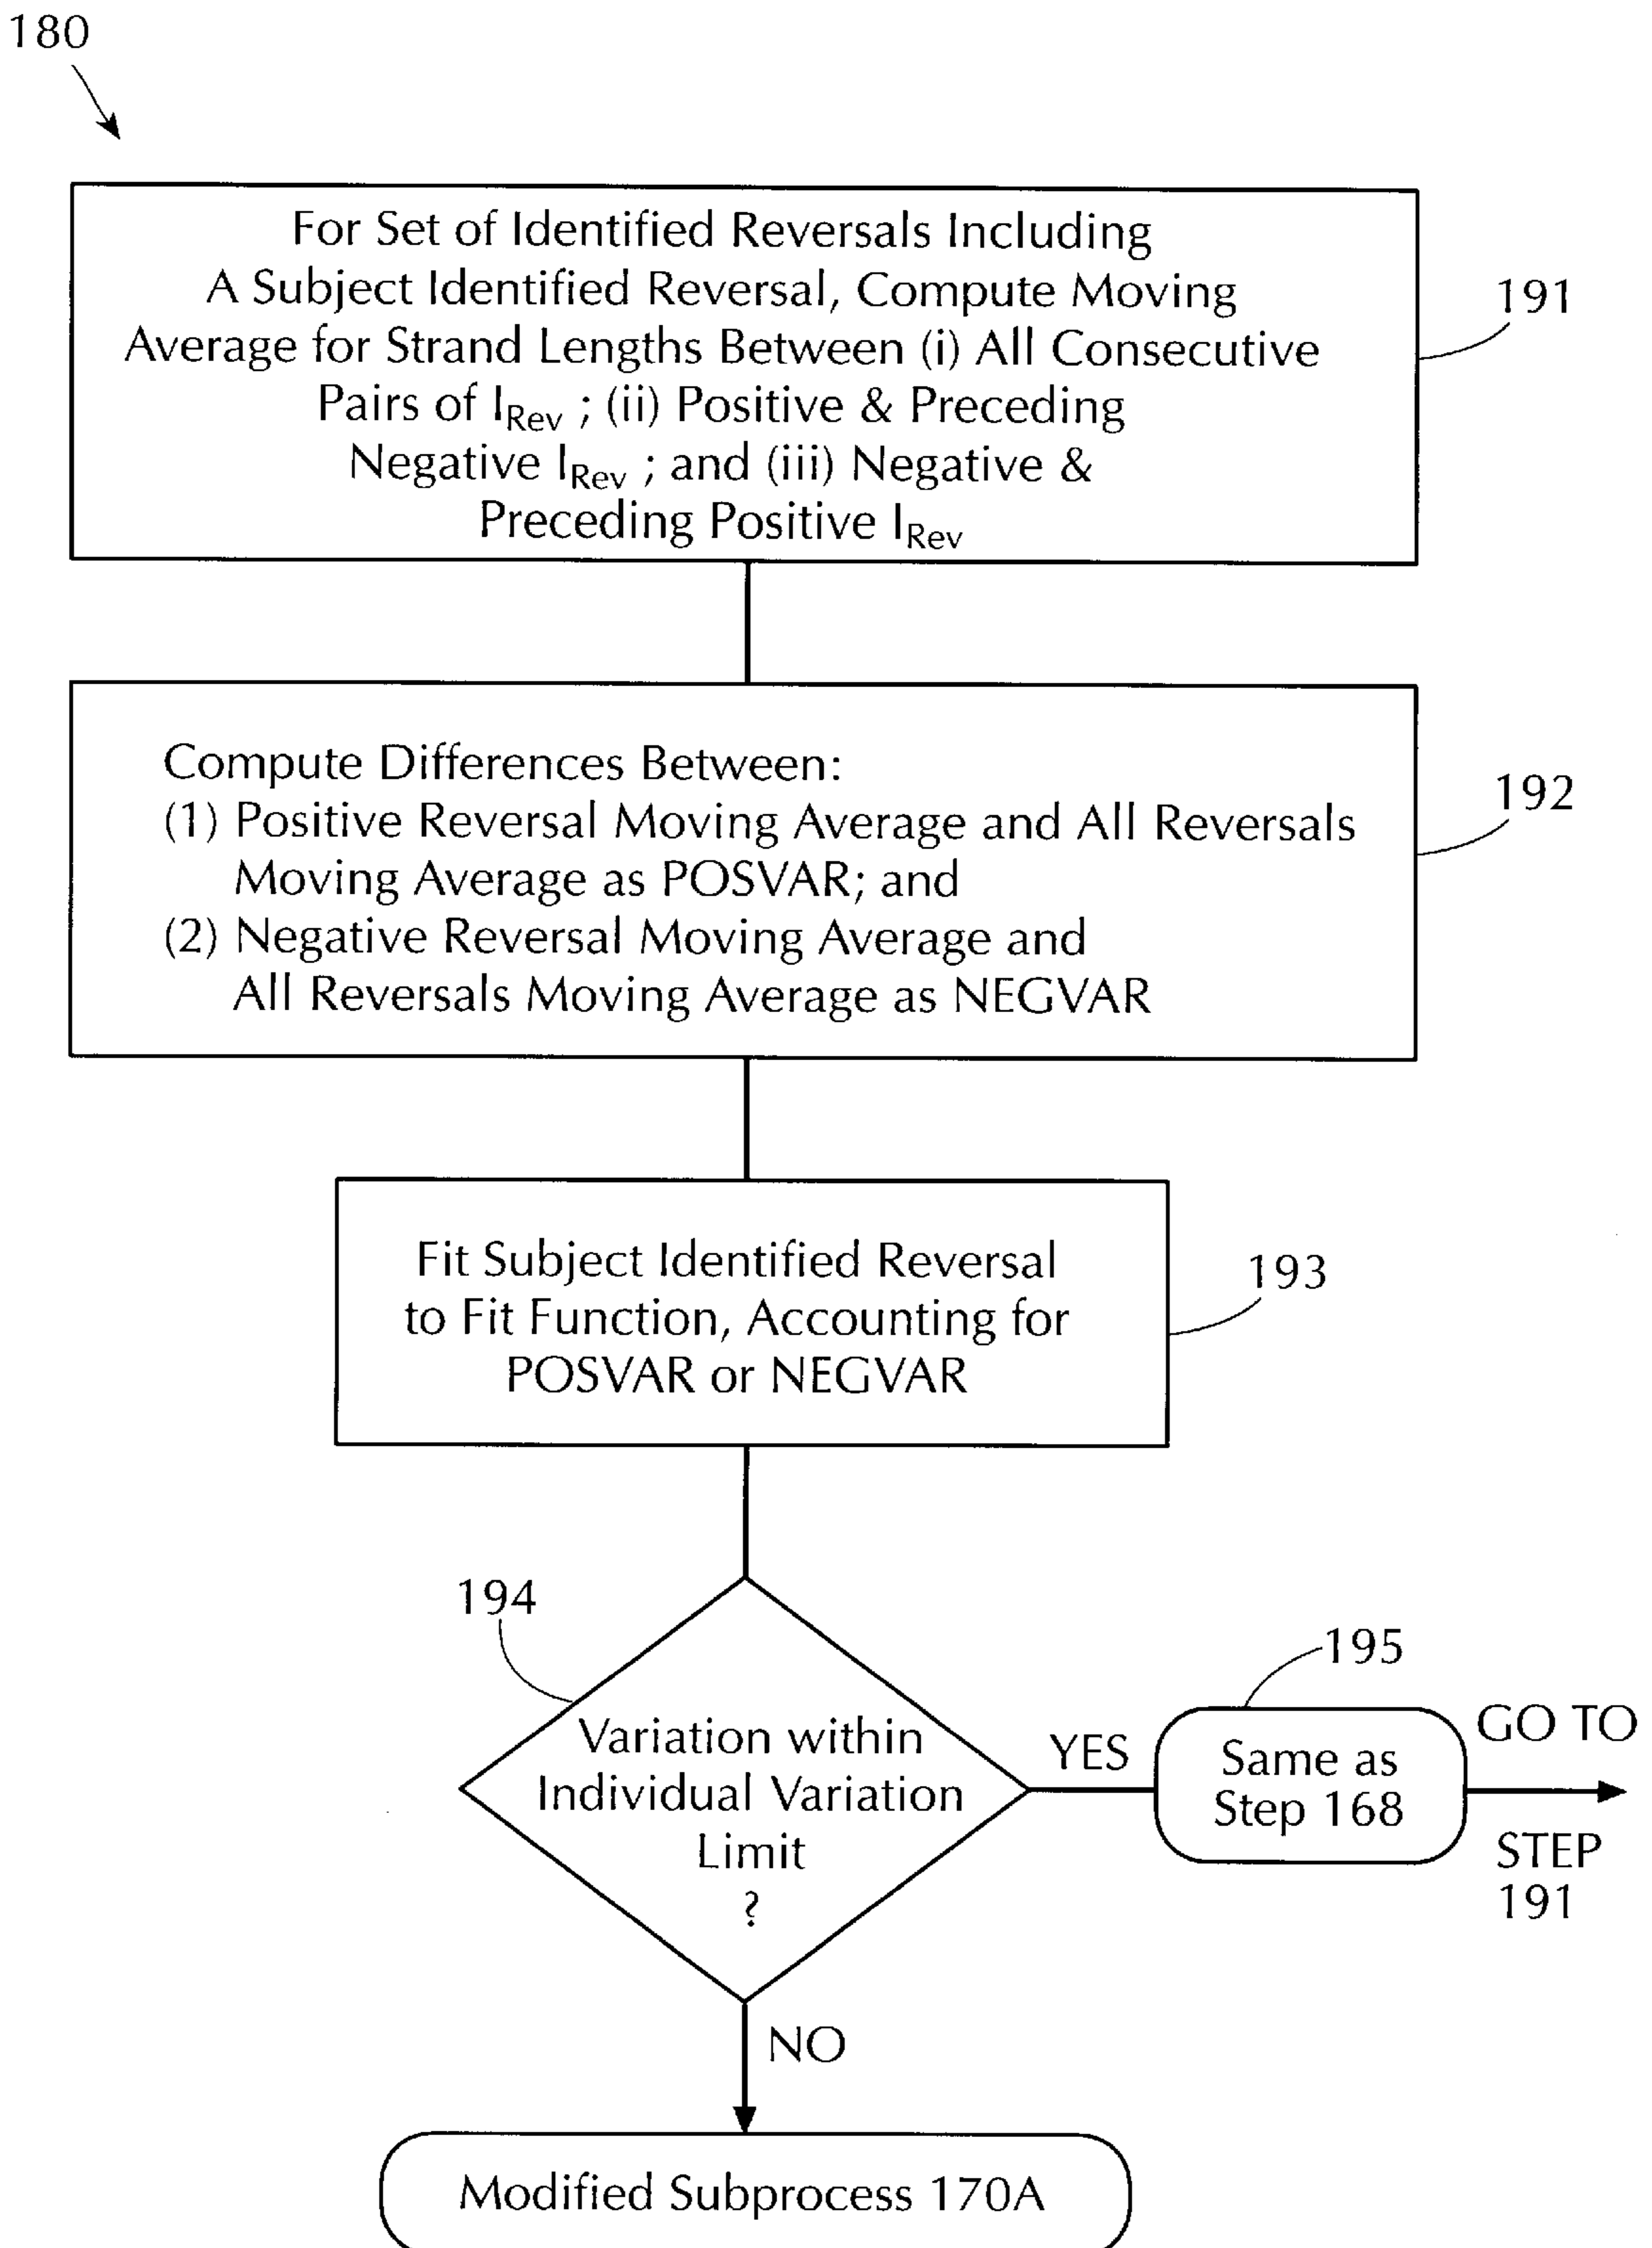 180
For Set of Identified Reversals Including
A Subject Identified Reversal, Compute Moving
Average for Strand Lengths Between (i) All Consecutive
Pairs of IRev ; (ii) Positive & Preceding
Negative IRev ; and (iii) Negative &
Preceding Positive IRev
191
Compute Differences Between:
(1) Positive Reversal Moving Average and All Reversals
Moving Average as POSVAR; and
(2) Negative Reversal Moving Average and
All Reversals Moving Average as NEGVAR
192
Fit Subject Identified Reversal
to Fit Function, Accounting for
POSVAR or NEGVAR
193
194
Variation within
Individual Variation
Limit
?
YES
195
Same as
Step 168
GO TO
STEP
191
NO
Modified Subprocess 170A